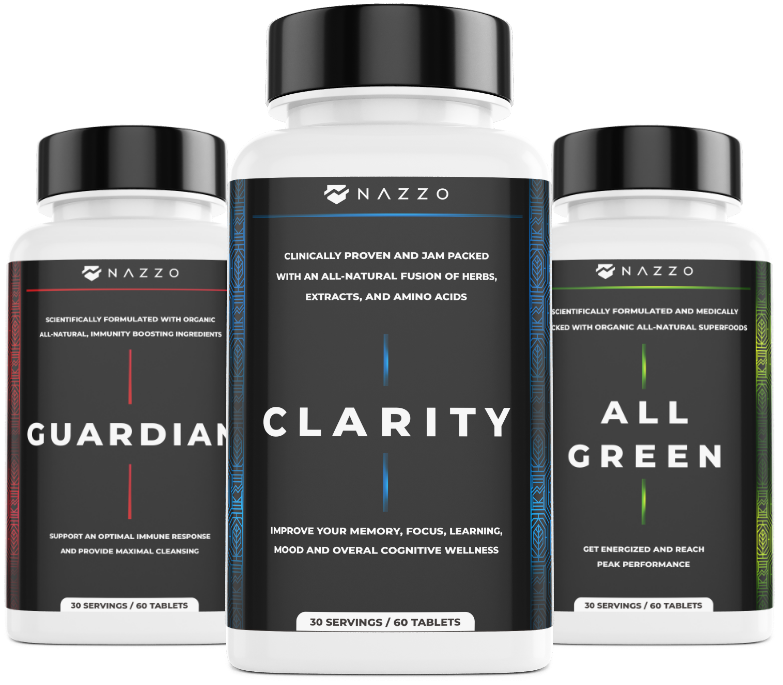 NAZZO
SCIENTIFICALLY FORMULATED WITH ORGANIC
ALL-NATURAL, IMMUNITY BOOSTING INGREDIENTS
GUARDIAN
SUPPORT AN OPTIMAL IMMUNE RESPONSE
AND PROVIDE MAXIMAL CLEANSING
30 SERVINGS / 60 TABLETS
NAZZO
CLINICALLY PROVEN AND JAM PACKED
WITH AN ALL-NATURAL FUSION OF HERBS,
EXTRACTS, AND AMINO ACIDS
CLARITY
IMPROVE YOUR MEMORY, FOCUS, LEARNING,
MOOD AND OVERAL COGNITIVE WELLNESS
30 SERVINGS / 60 TABLETS
NAZZO
SCIENTIFICALLY FORMULATED AND MEDICALLY
CKED WITH ORGANIC ALL-NATURAL SUPERFOODS
ALL
GREEN
GET ENERGIZED AND REACH
PEAK PERFORMANCE
30 SERVINGS / 60 TABLETS